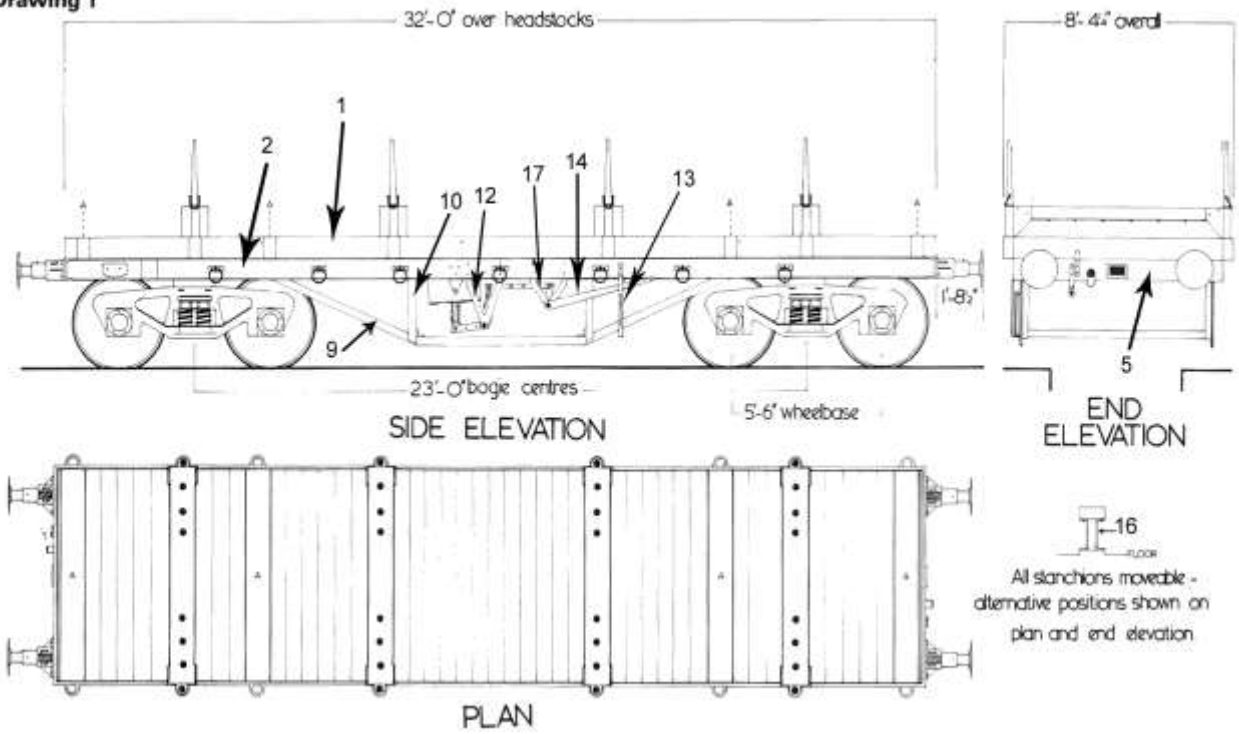 Drawing 1
32'-0" over headstocks
8'-4¼" overall
1
2
10
12
17
14
13
9
5
1'-8½"
23'-0" bogie centres
5'-6" wheelbase
SIDE ELEVATION
END
ELEVATION
16
FLOOR
All stanchions moveable -
alternative positions shown on
plan and end elevation
PLAN